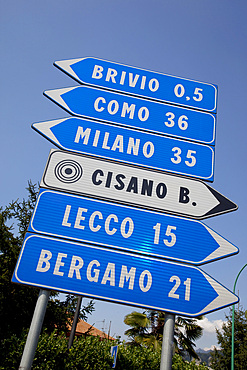 BRIVIO 0.5
COMO 36
MILANO 35
CISANO B.
LECCO 15
BERGAMO 21